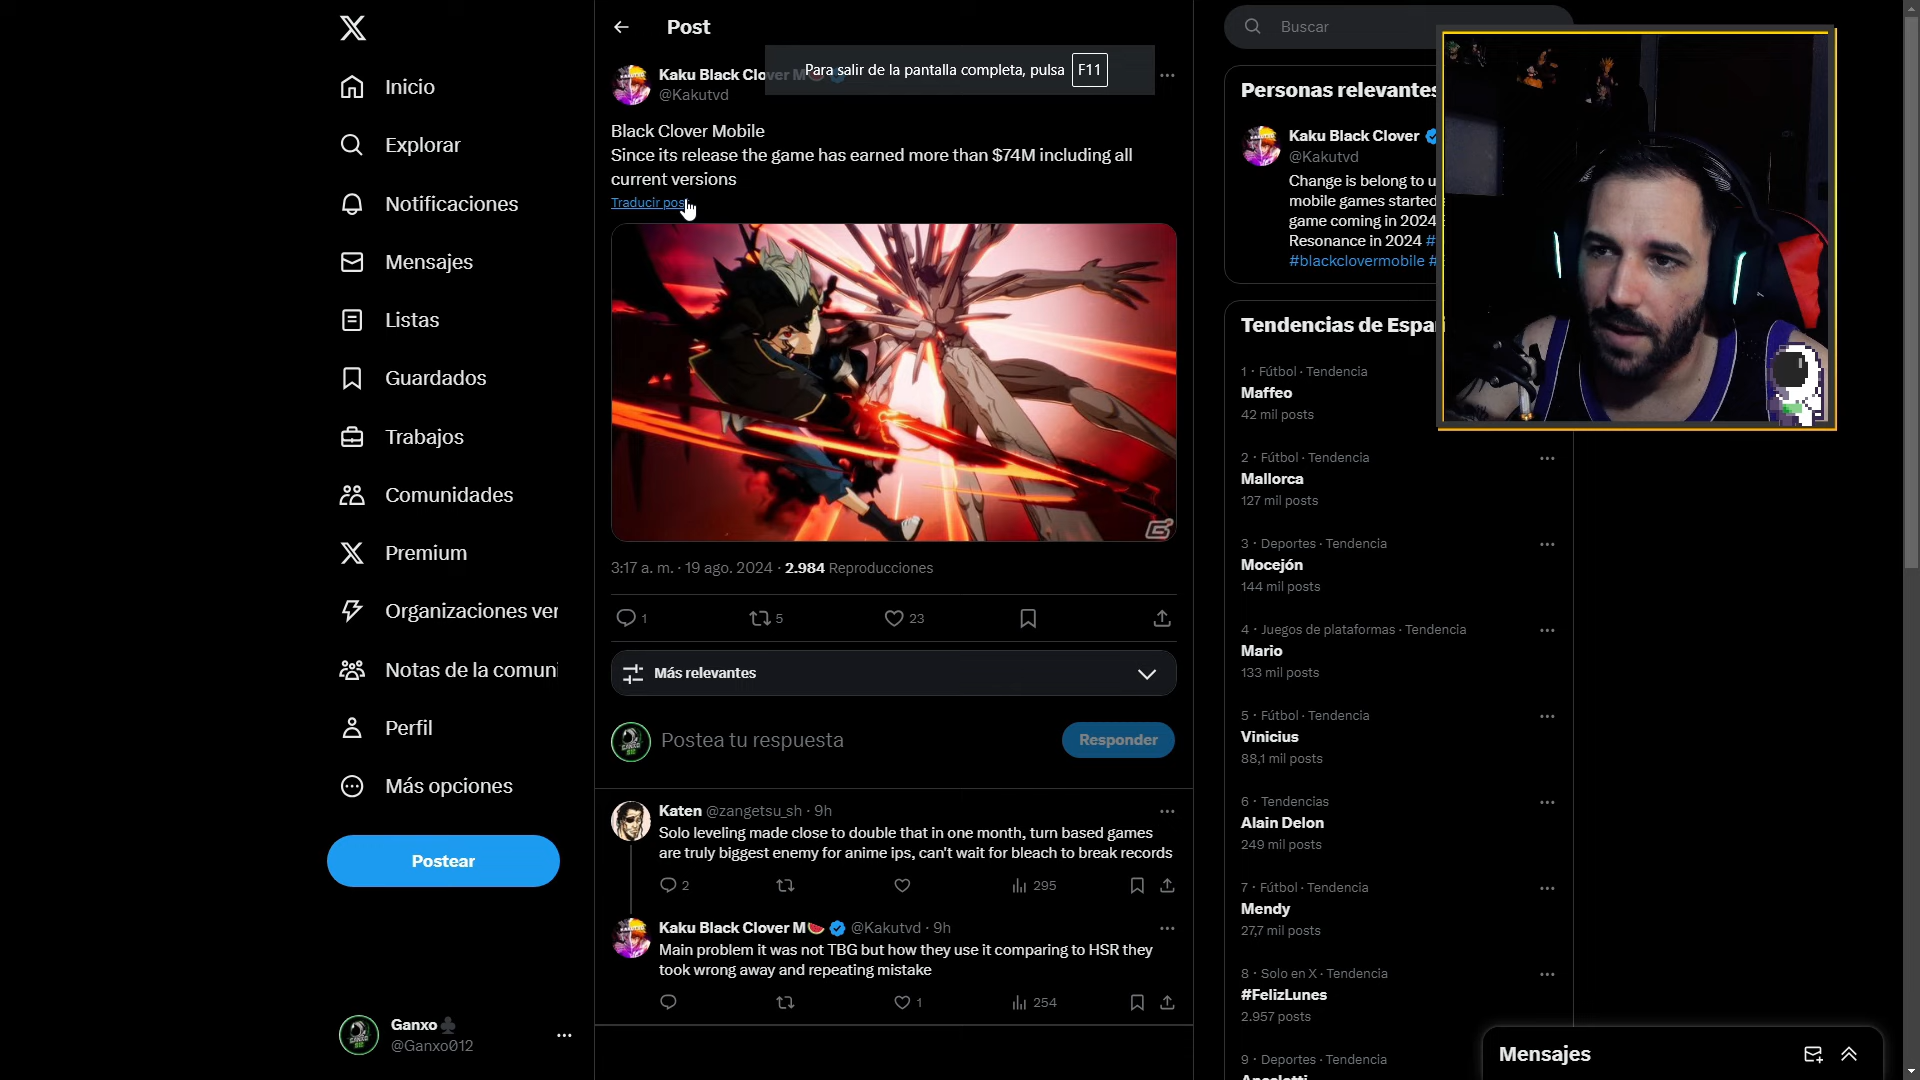 Inicio
Explorar
Notificaciones
Mensajes
Listas
Guardados
Trabajos
Comunidades
Premium
Organizaciones ver
Notas de la comuni
Perfil
Más opciones
Postear
Ganxo
@Ganxo012
Post
Para salir de la pantalla completa, pulsa F11
Kaku Black Clover M
@Kakutvd
Black Clover Mobile
Since its release the game has earned more than $74M including all
current versions
Traducir pos
3:17 a. m. · 19 ago. 2024 · 2.984 Reproducciones
1
5
23
Más relevantes
Postea tu respuesta
Responder
Katen @zangetsu_sh · 9h
Solo leveling made close to double that in one month, turn based games
are truly biggest enemy for anime ips, can't wait for bleach to break records
2
295
Kaku Black Clover M @Kakutvd · 9h
Main problem it was not TBG but how they use it comparing to HSR they
took wrong away and repeating mistake
1
254
Buscar
Personas relevantes
Kaku Black Clover
@Kakutvd
Change is belong to u
mobile games started
game coming in 2024
Resonance in 2024 #
#blackclovermobile #
Tendencias de Espa
1 · Fútbol · Tendencia
Maffeo
42 mil posts
2 · Fútbol · Tendencia
Mallorca
127 mil posts
3 · Deportes · Tendencia
Mocejón
144 mil posts
4 · Juegos de plataformas · Tendencia
Mario
133 mil posts
5 · Fútbol · Tendencia
Vinicius
88,1 mil posts
6 · Tendencias
Alain Delon
249 mil posts
7 · Fútbol · Tendencia
Mendy
27,7 mil posts
8 · Solo en X · Tendencia
#FelizLunes
2.957 posts
9 · Deportes · Tendencia
Mensajes